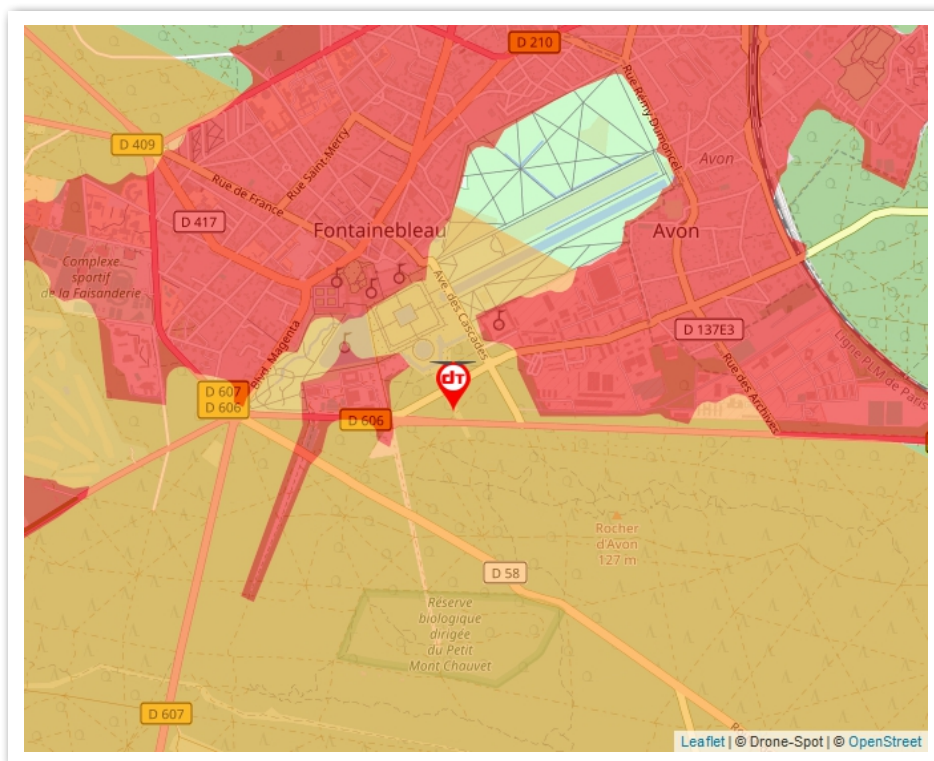 D 210
Rue Rémy Dumoncel
D 409
Rue Saint-Merry
Avon
Rue de France
D 417
Fontainebleau
Avon
Complexe
sportif
de la Faisanderie
Ave. des Cascades
D 137E3
Blvd. Magenta
Ligne P.L.M de Paris
Rue des Archives
dT
D 607
D 606
D 606
Rocher
d'Avon
127 m
D 58
Réserve
biologique
dirigée
du Petit
Mont Chauvet
D 607
Leaflet | © Drone-Spot | © OpenStreet